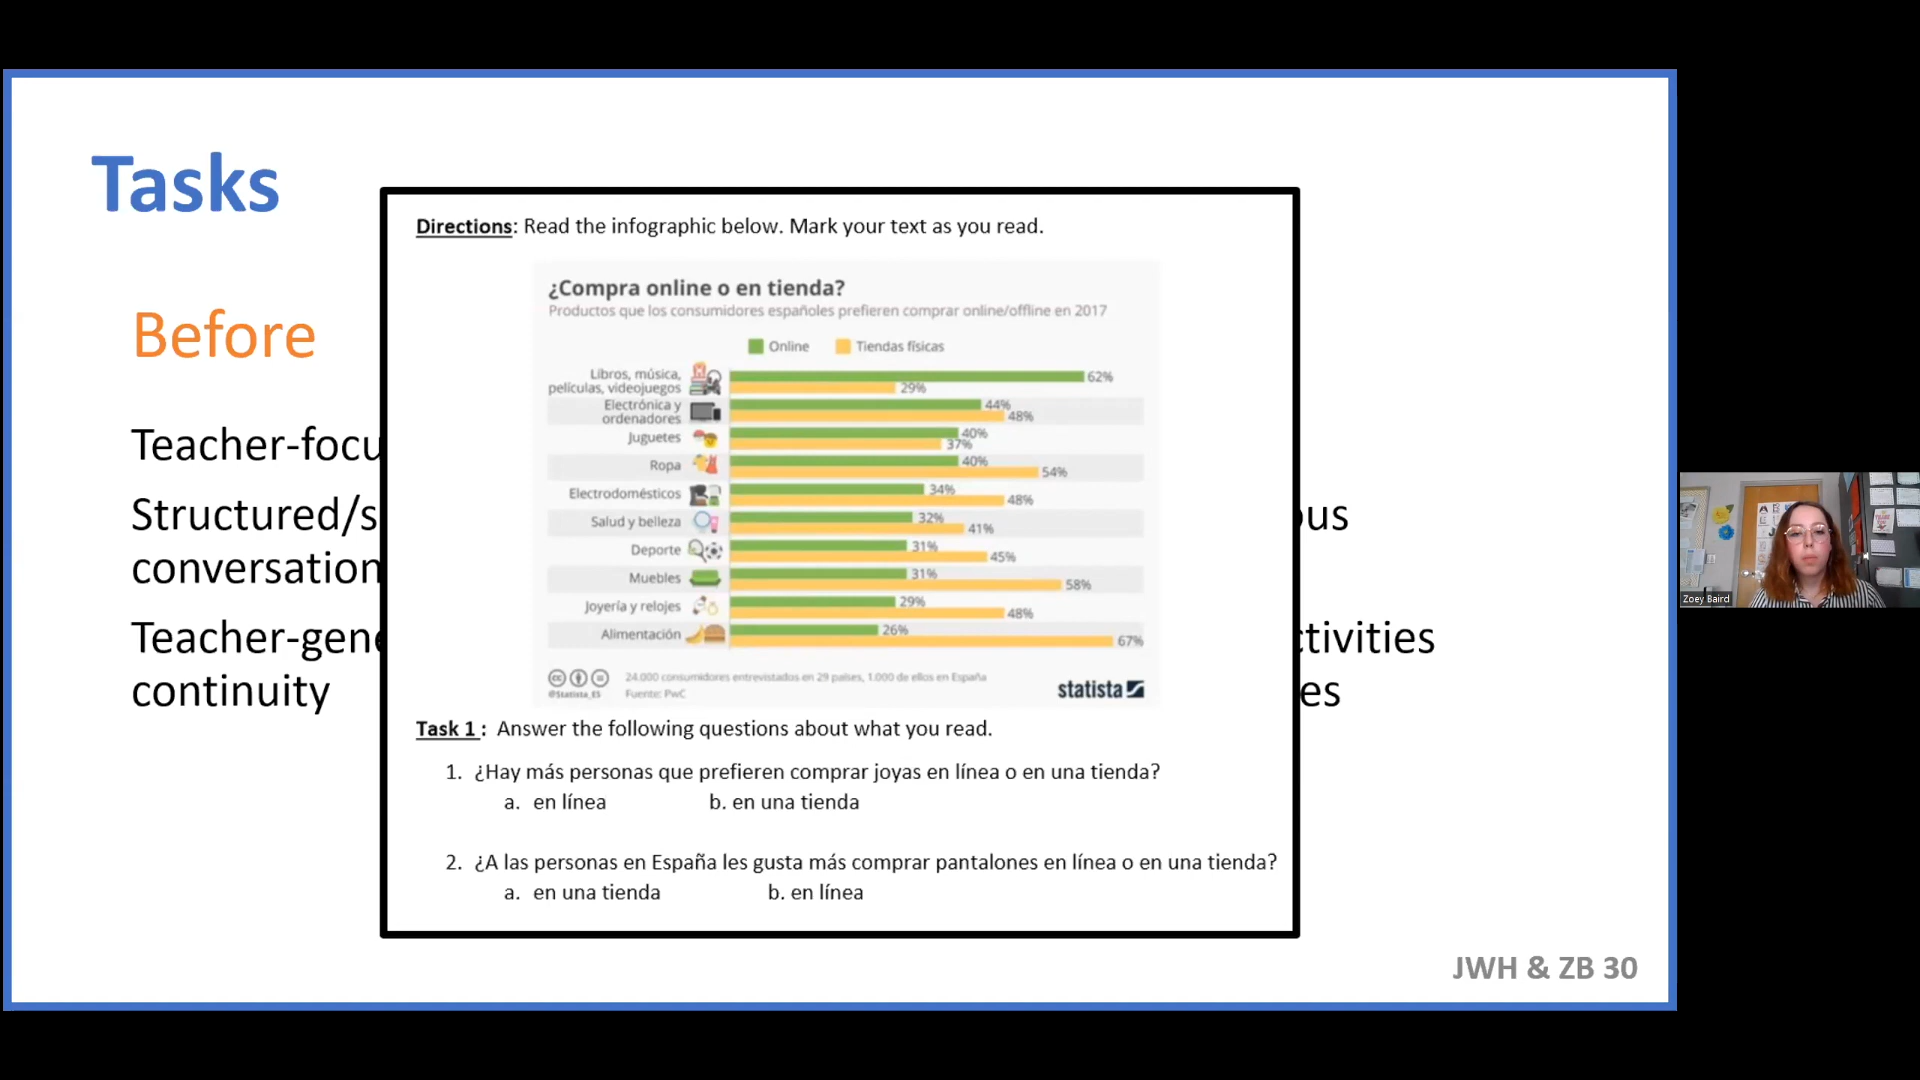 Tasks
Before
Teacher-focu
Structured/s
conversation
Teacher-gene
continuity
Directions: Read the infographic below. Mark your text as you read.
¿Compra online o en tienda?
Productos que los consumidores españoles prefieren comprar online/offline en 2017
Online Tiendas físicas
Libros, música,
películas, videojuegos
62%
29%
Electrónica y
ordenadores
44%
48%
Juguetes
40%
37%
Ropa
40%
54%
Electrodomésticos
34%
48%
Salud y belleza
32%
41%
Deporte
31%
45%
Muebles
31%
58%
Joyería y relojes
29%
48%
Alimentación
26%
67%
@Statista_ES
24.000 consumidores entrevistados en 29 países, 1.000 de ellos en España
Fuente: PwC
statista
Task 1: Answer the following questions about what you read.
1. ¿Hay más personas que prefieren comprar joyas en línea o en una tienda?
a. en línea b. en una tienda
2. ¿A las personas en España les gusta más comprar pantalones en línea o en una tienda?
a. en una tienda b. en línea
ous
ctivities
es
JWH & ZB 30
Zoey Baird